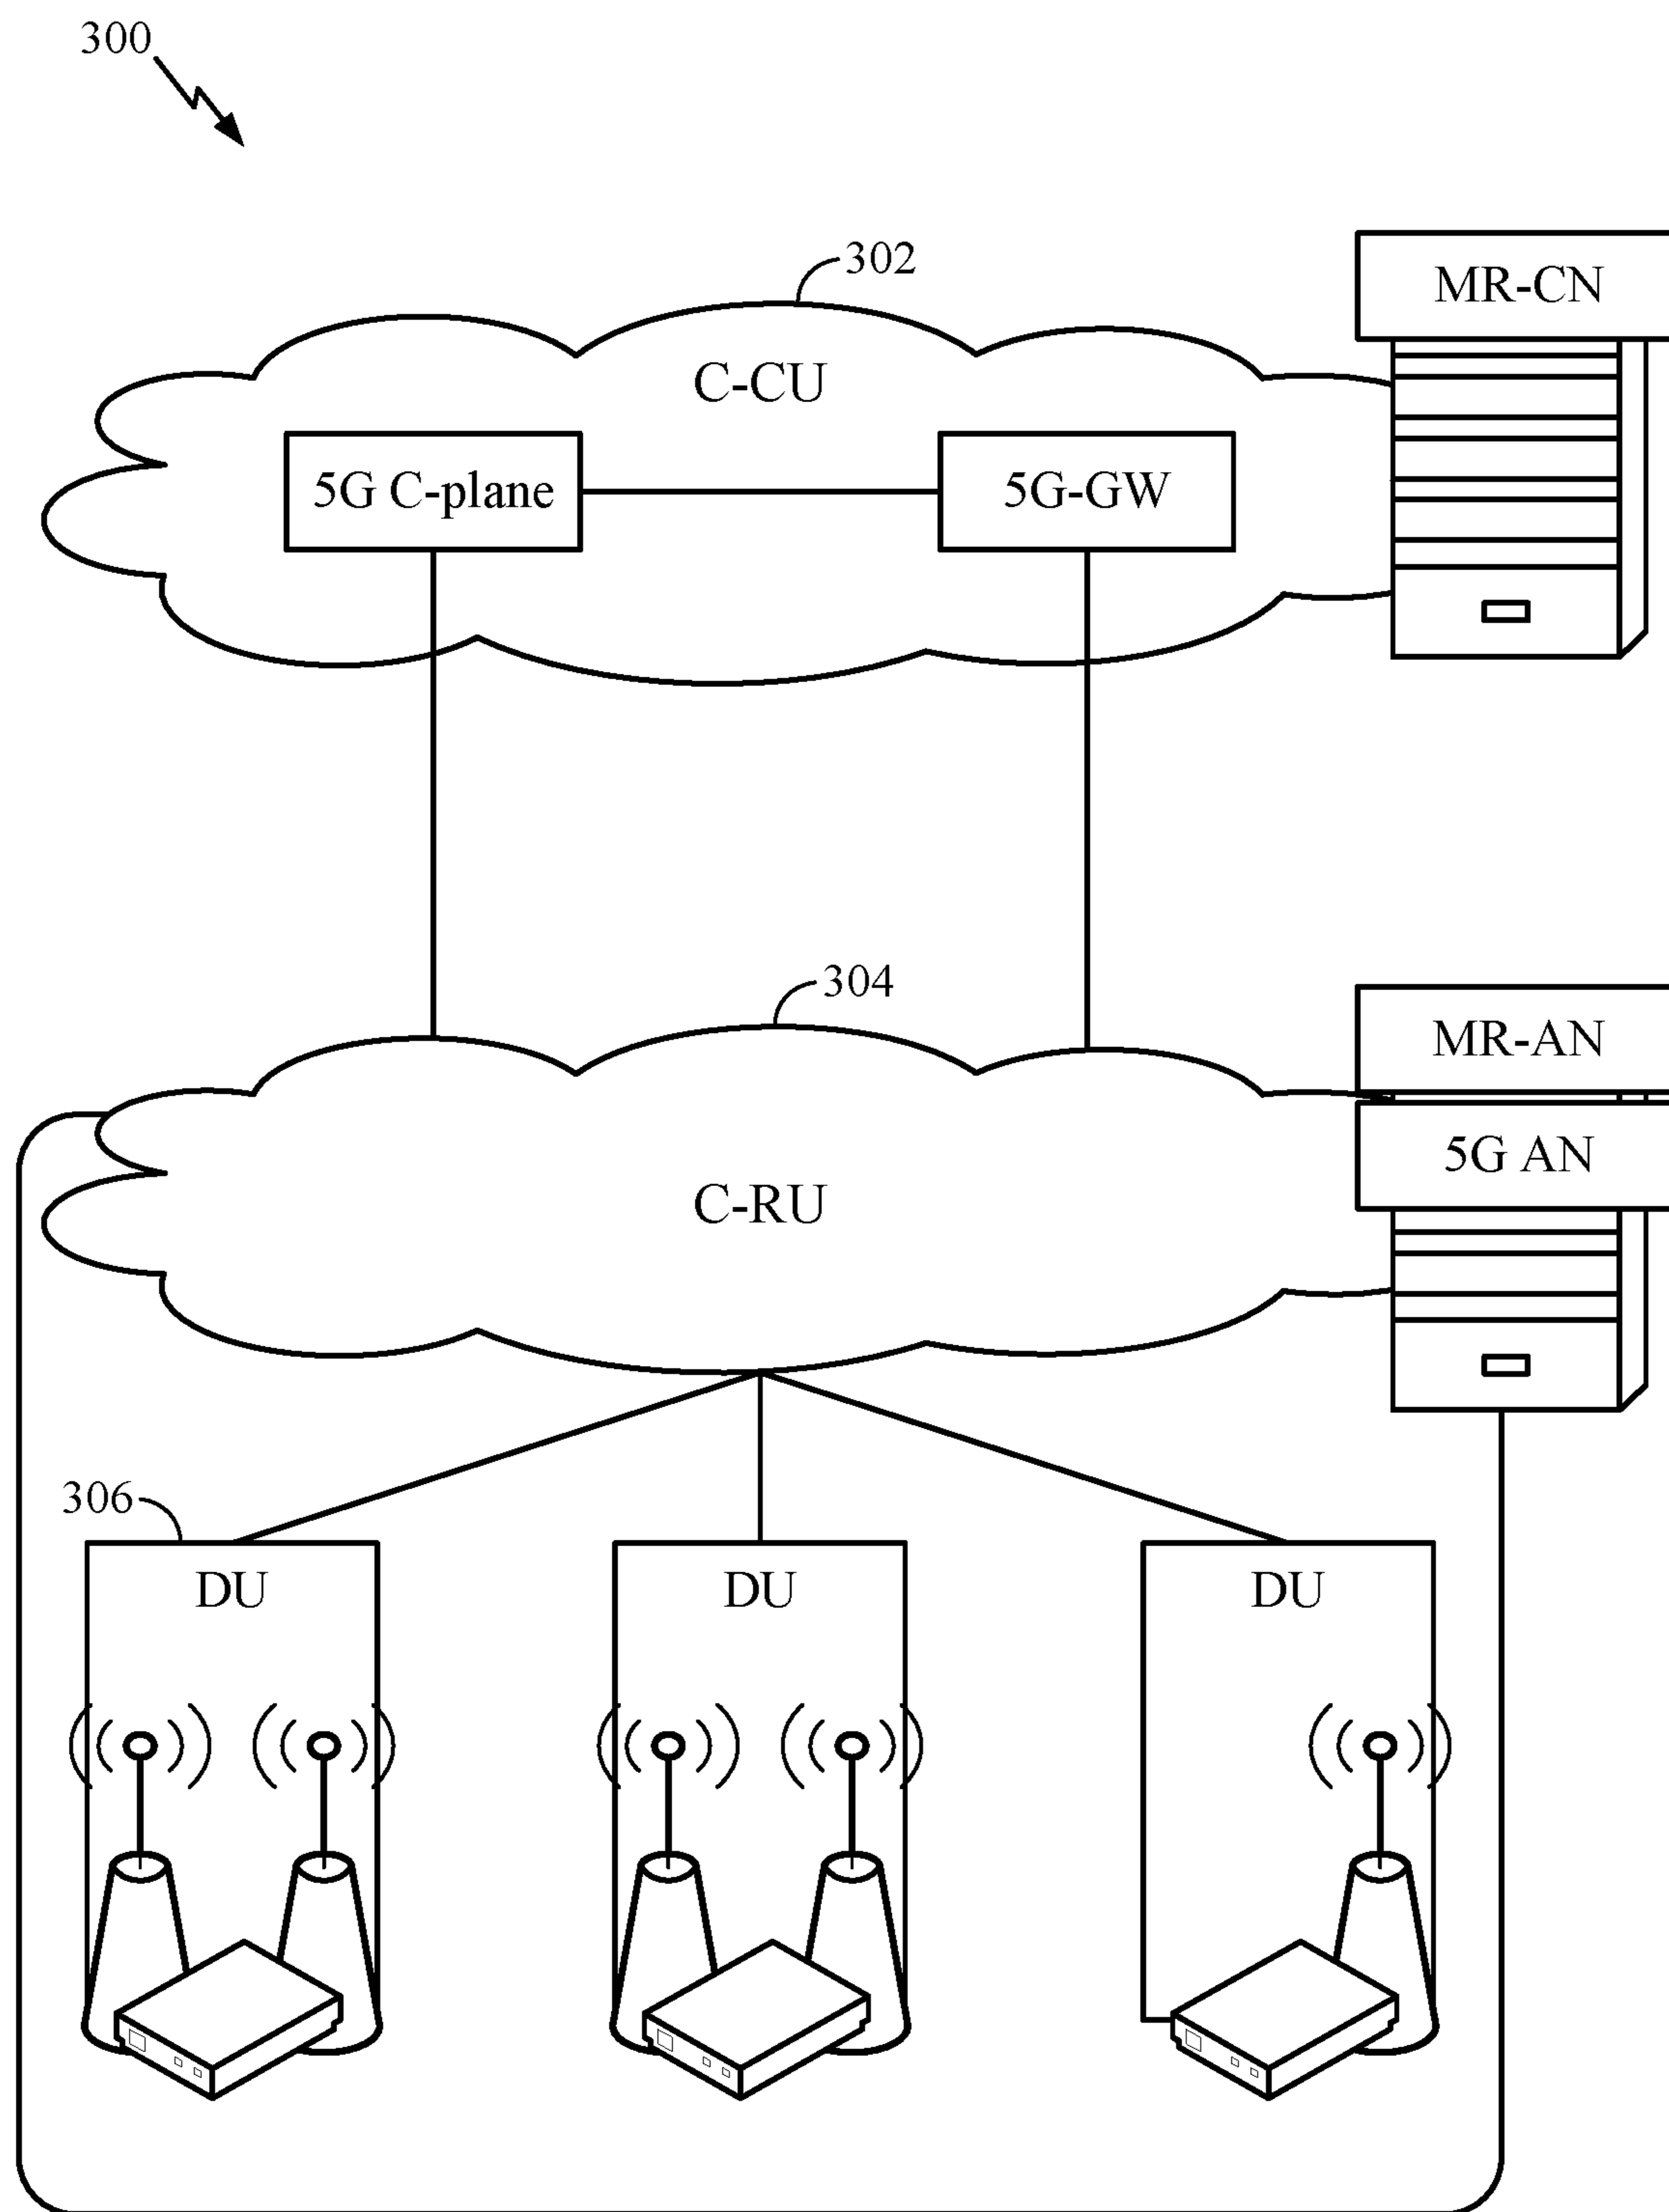 300
302
MR-CN
C-CU
5G C-plane
5G-GW
304
MR-AN
5G AN
C-RU
306
DU
DU
DU